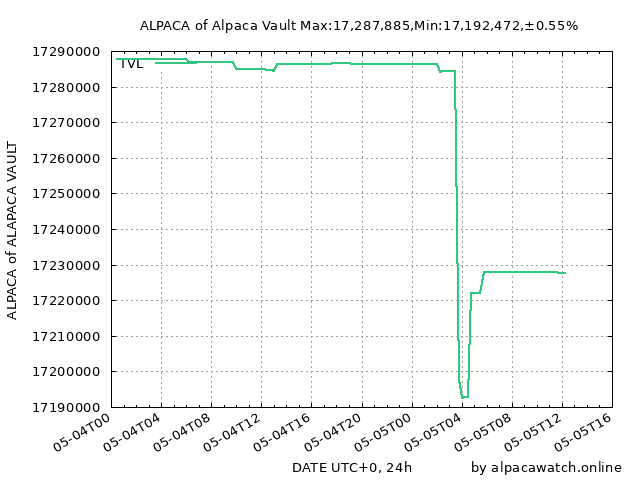 ALPACA of Alpaca Vault Max:17,287,885,Min:17,192,472,±0.55%
17290000
TVL
17280000
17270000
17260000
17250000
17240000
17230000
17220000
17210000
17200000
17190000
ALPACA of ALAPACA VAULT
05-04T00
05-04T04
05-04T08
05-04T12
05-04T16
05-04T20
05-05T00
05-05T04
05-05T08
05-05T12
05-05T16
DATE UTC+0, 24h
by alpacawatch.online